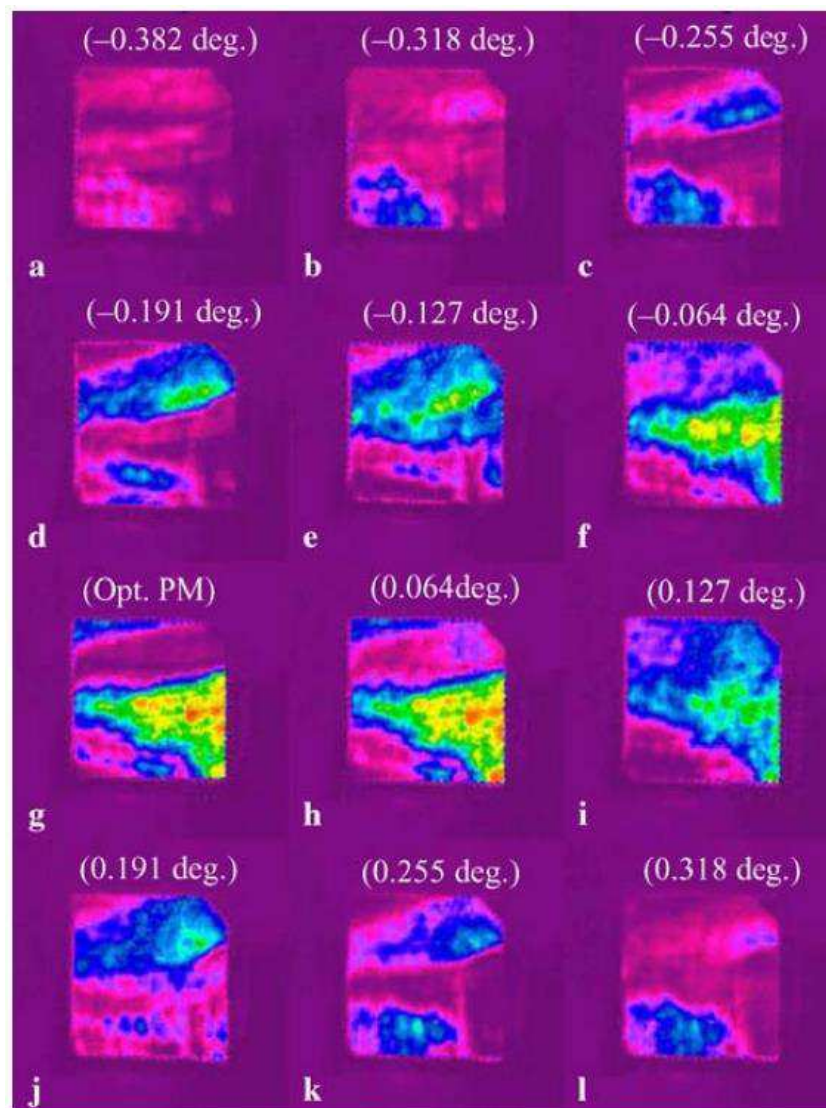 (–0.382 deg.) (–0.318 deg.) (–0.255 deg.)
a b c
(–0.191 deg.) (–0.127 deg.) (–0.064 deg.)
d e f
(Opt. PM) (0.064deg.) (0.127 deg.)
g h i
(0.191 deg.) (0.255 deg.) (0.318 deg.)
j k l